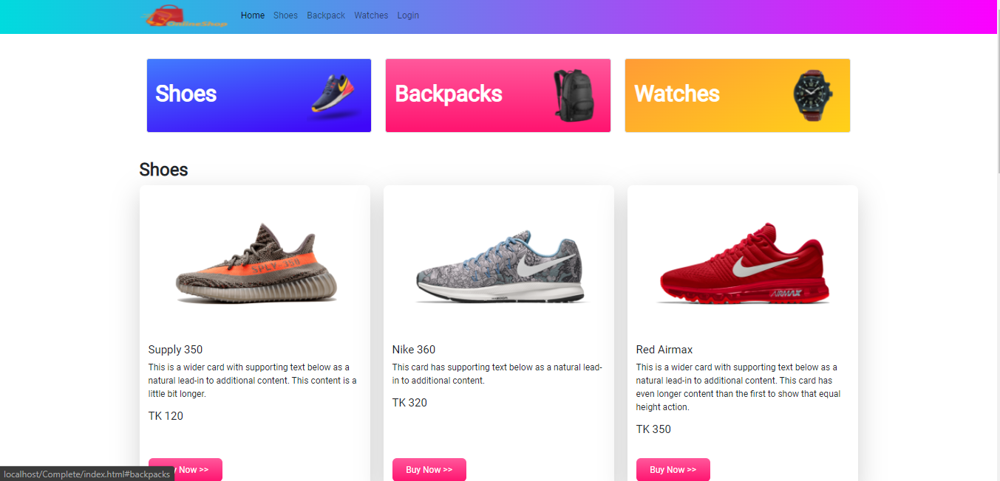 OnlineShop
Home Shoes Backpack Watches Login
Shoes
Backpacks
Watches
Shoes
SPLY-350
AIRMAX
Supply 350
This is a wider card with supporting text below as a
natural lead-in to additional content. This content is a
little bit longer.
TK 120
Nike 360
This card has supporting text below as a natural lead-
in to additional content.
TK 320
Red Airmax
This is a wider card with supporting text below as a
natural lead-in to additional content. This card has
even longer content than the first to show that equal
height action.
TK 350
Now >>
Buy Now >>
Buy Now >>
localhost/Complete/index.html#backpacks